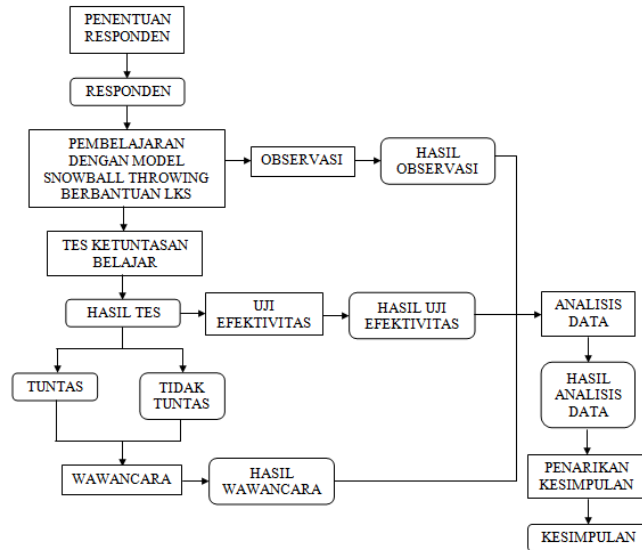 PENENTUAN
RESPONDEN
RESPONDEN
PEMBELAJARAN
DENGAN MODEL
SNOWBALL THROWING
BERBANTUAN LKS
OBSERVASI
HASIL
OBSERVASI
TES KETUNTASAN
BELAJAR
HASIL TES
UJI
EFEKTIVITAS
HASIL UJI
EFEKTIVITAS
ANALISIS
DATA
TUNTAS
TIDAK
TUNTAS
HASIL
ANALISIS
DATA
WAWANCARA
HASIL
WAWANCARA
PENARIKAN
KESIMPULAN
KESIMPULAN